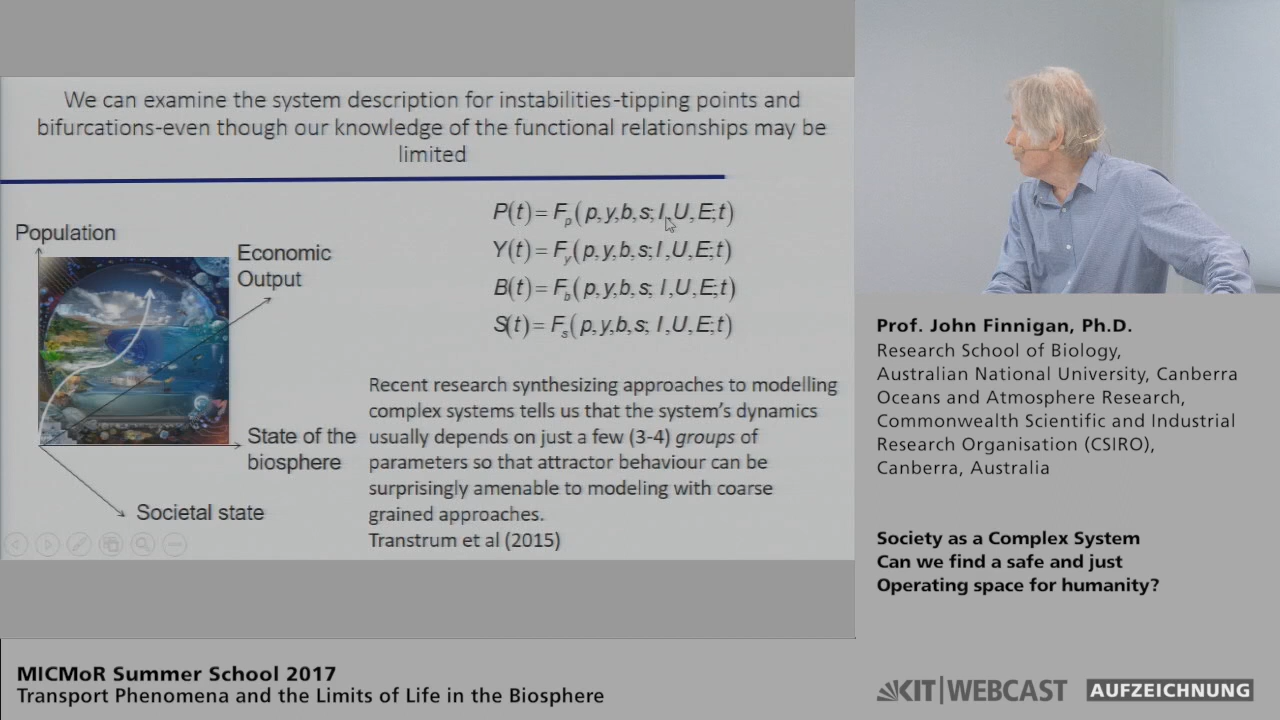 We can examine the system description for instabilities-tipping points and
bifurcations-even though our knowledge of the functional relationships may be
limited
P(t) = Fp(p,y,b,s; I,U,E;t)
Y(t) = Fy(p,y,b,s; I,U,E;t)
B(t) = Fb(p,y,b,s; I,U,E;t)
S(t) = Fs(p,y,b,s; I,U,E;t)
Population
Economic
Output
State of the
biosphere
Societal state
Recent research synthesizing approaches to modelling
complex systems tells us that the system's dynamics
usually depends on just a few (3-4) groups of
parameters so that attractor behaviour can be
surprisingly amenable to modeling with coarse
grained approaches.
Transtrum et al (2015)
Prof. John Finnigan, Ph.D.
Research School of Biology,
Australian National University, Canberra
Oceans and Atmosphere Research,
Commonwealth Scientific and Industrial
Research Organisation (CSIRO),
Canberra, Australia
Society as a Complex System
Can we find a safe and just
Operating space for humanity?
MICMoR Summer School 2017
Transport Phenomena and the Limits of Life in the Biosphere
KIT|WEBCAST AUFZEICHNUNG